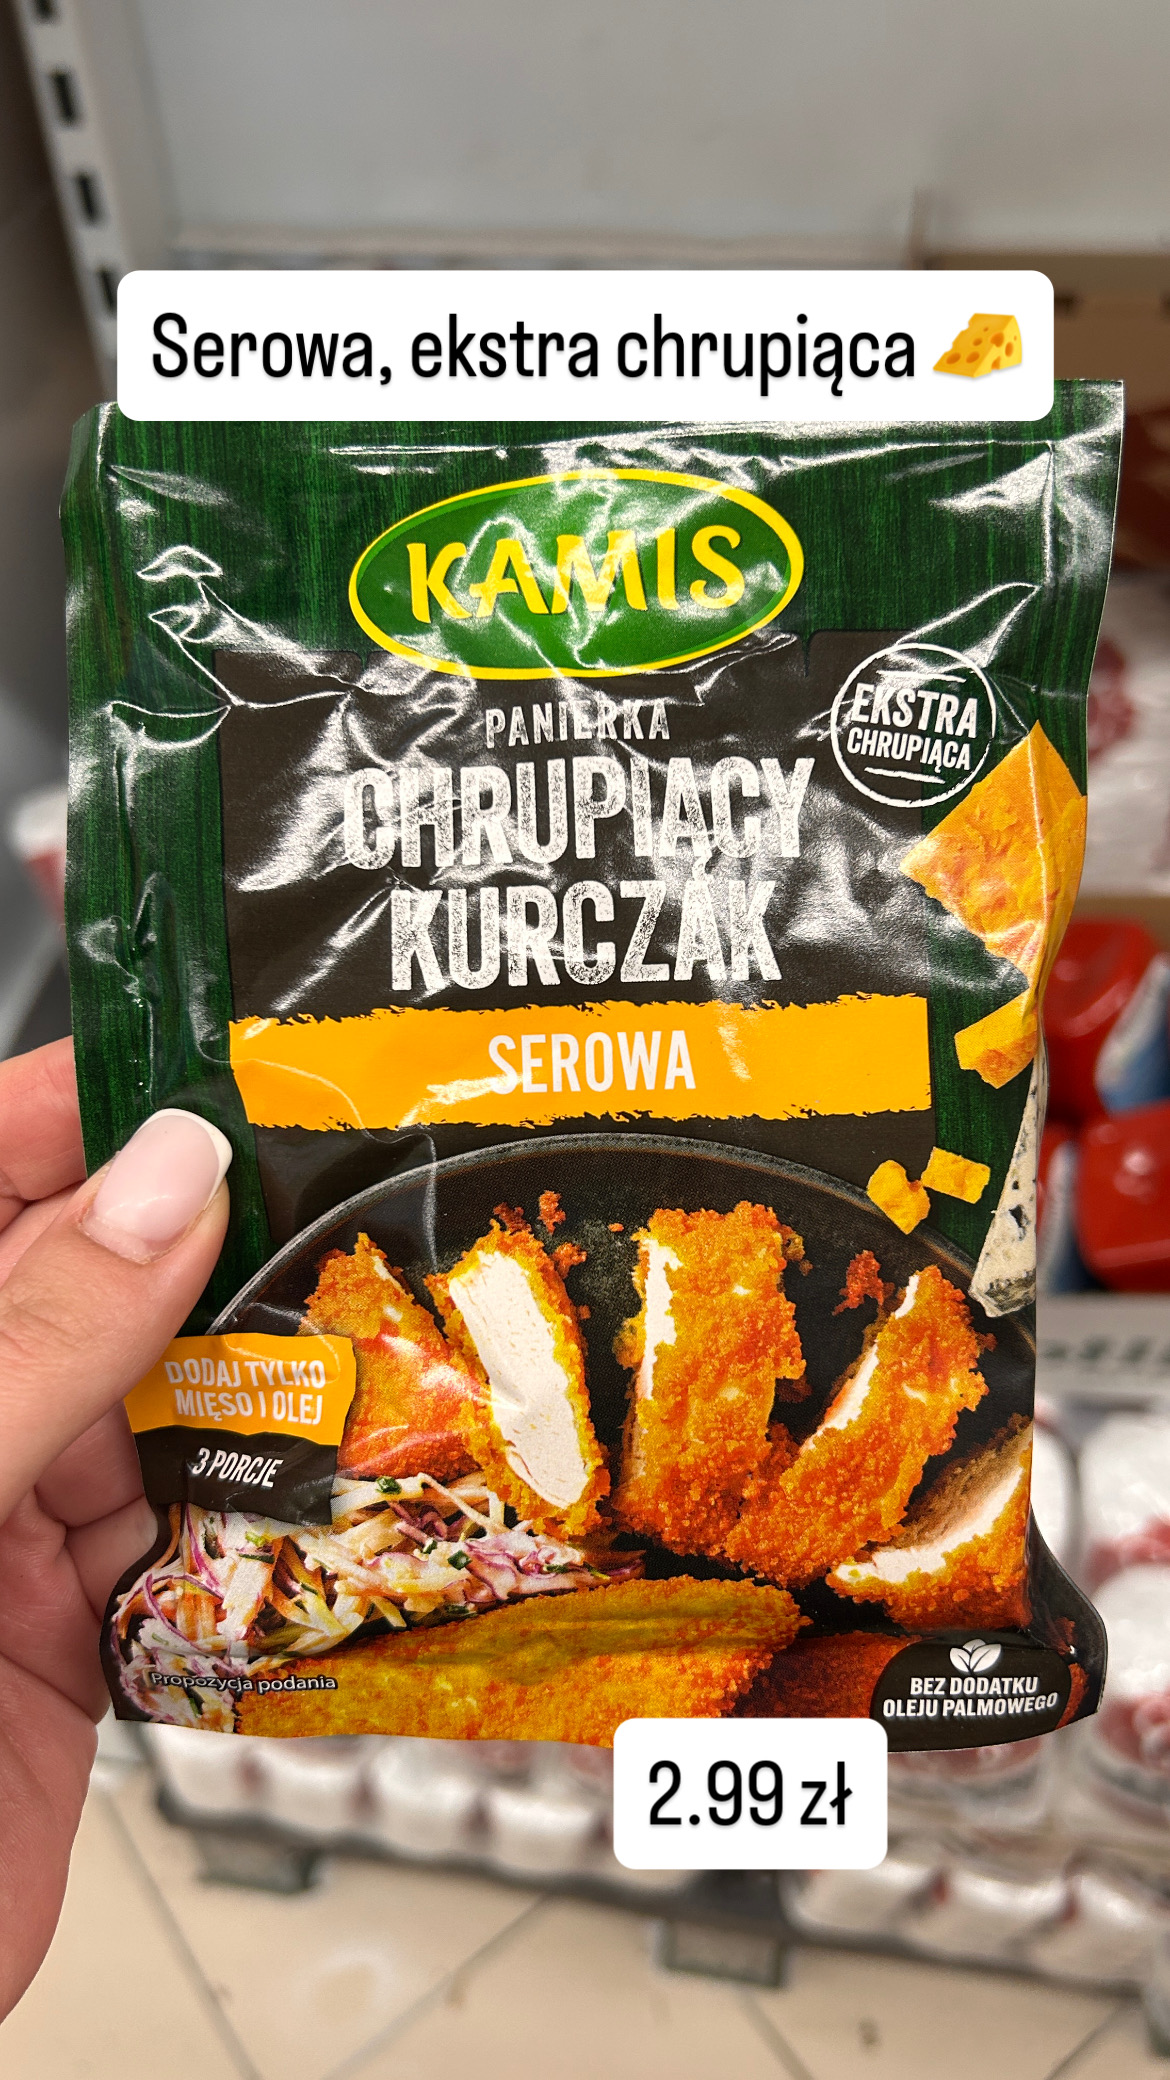 Serowa, ekstra chrupiąca 🧀
KAMIS
PANIERKA
CHRUPIĄCY
KURCZAK
EKSTRA
CHRUPIĄCA
SEROWA
DODAJ TYLKO
MIĘSO I OLEJ
3 PORCJE
Propozycja podania
BEZ DODATKU
OLEJU PALMOWEGO
2.99 zł